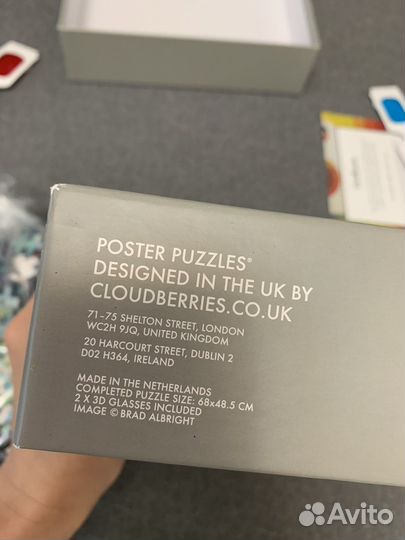 POSTER PUZZLES®
DESIGNED IN THE UK BY
CLOUDBERRIES.CO.UK
71-75 SHELTON STREET, LONDON
WC2H 9JQ, UNITED KINGDOM
20 HARCOURT STREET, DUBLIN 2
D02 H364, IRELAND
MADE IN THE NETHERLANDS
COMPLETED PUZZLE SIZE: 68x48.5 CM
2 X 3D GLASSES INCLUDED
IMAGE © BRAD ALBRIGHT
Avito